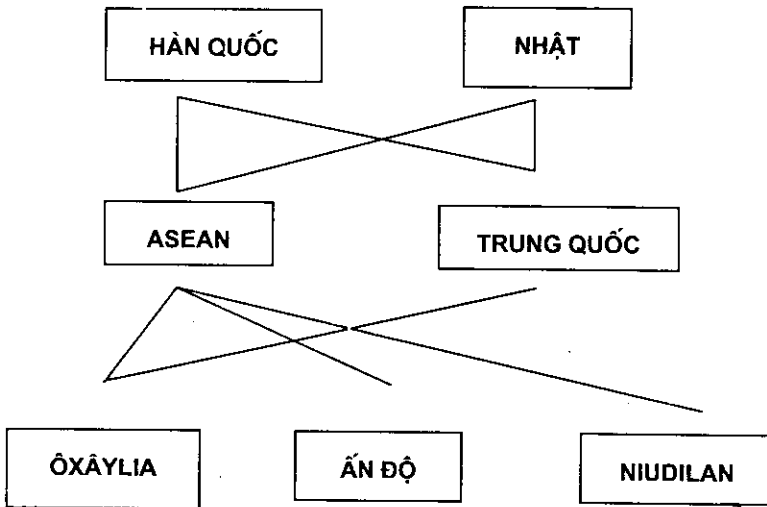 HÀN QUỐC
NHẬT
ASEAN
TRUNG QUỐC
ÔXÂYLIA
ẤN ĐỘ
NIUDILAN